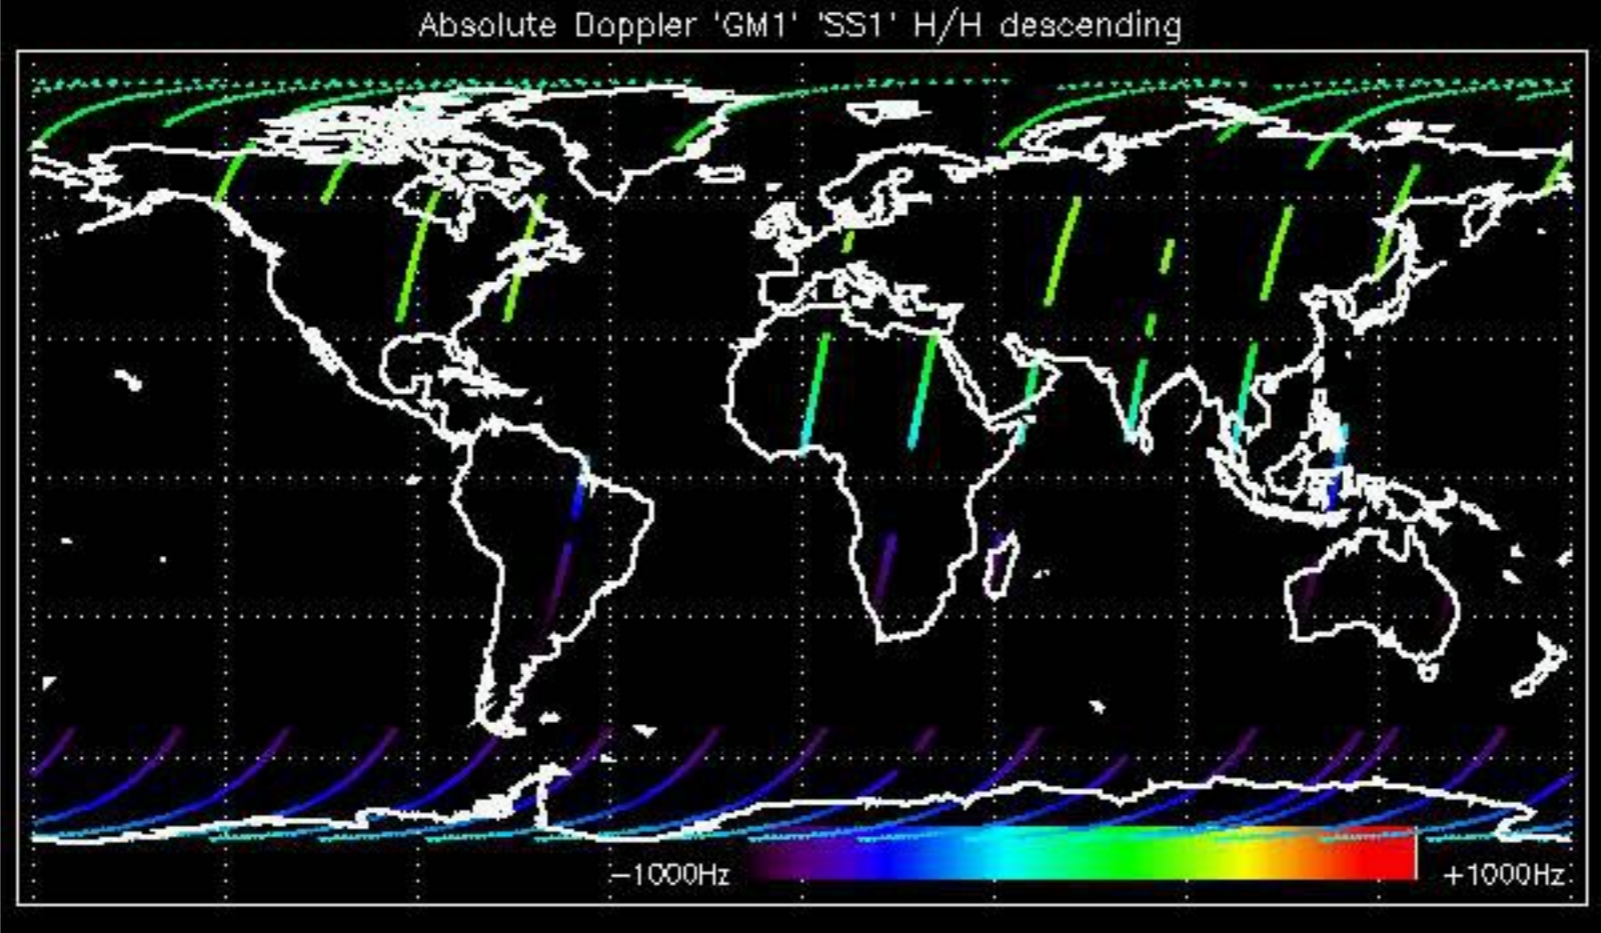 Absolute Doppler 'GM1' 'SS1' H/H descending
−1000Hz
+1000Hz